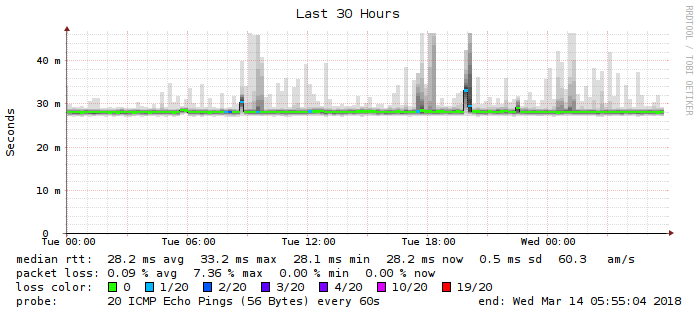 Last 30 Hours
RRDTOOL / TOBI OETIKER
Seconds
40 m
30 m
20 m
10 m
0
Tue 00:00 Tue 06:00 Tue 12:00 Tue 18:00 Wed 00:00
median rtt: 28.2 ms avg 33.2 ms max 28.1 ms min 28.2 ms now 0.5 ms sd 60.3 am/s
packet loss: 0.09 % avg 7.36 % max 0.00 % min 0.00 % now
loss color: 0 1/20 2/20 3/20 4/20 10/20 19/20
probe: 20 ICMP Echo Pings (56 Bytes) every 60s end: Wed Mar 14 05:55:04 2018